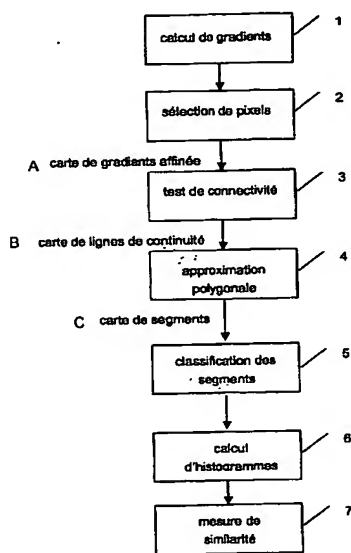 1
calcul de gradients
2
sélection de pixels
A carte de gradients affinée
3
test de connectivité
B carte de lignes de continuité
4
approximation
polygonale
C carte de segments
classification des
segments
5
calcul
d'histogrammes
6
7
mesure de
similarité